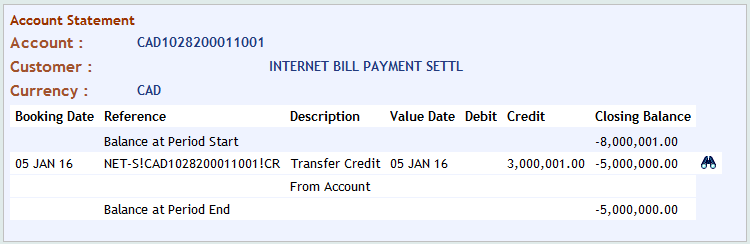 Account Statement
Account : CAD1028200011001
Customer : INTERNET BILL PAYMENT SETTL
Currency : CAD
Booking Date Reference Description Value Date Debit Credit Closing Balance
Balance at Period Start -8,000,001.00
05 JAN 16 NET-S!CAD1028200011001!CR Transfer Credit 05 JAN 16 3,000,001.00 -5,000,000.00
From Account
Balance at Period End -5,000,000.00